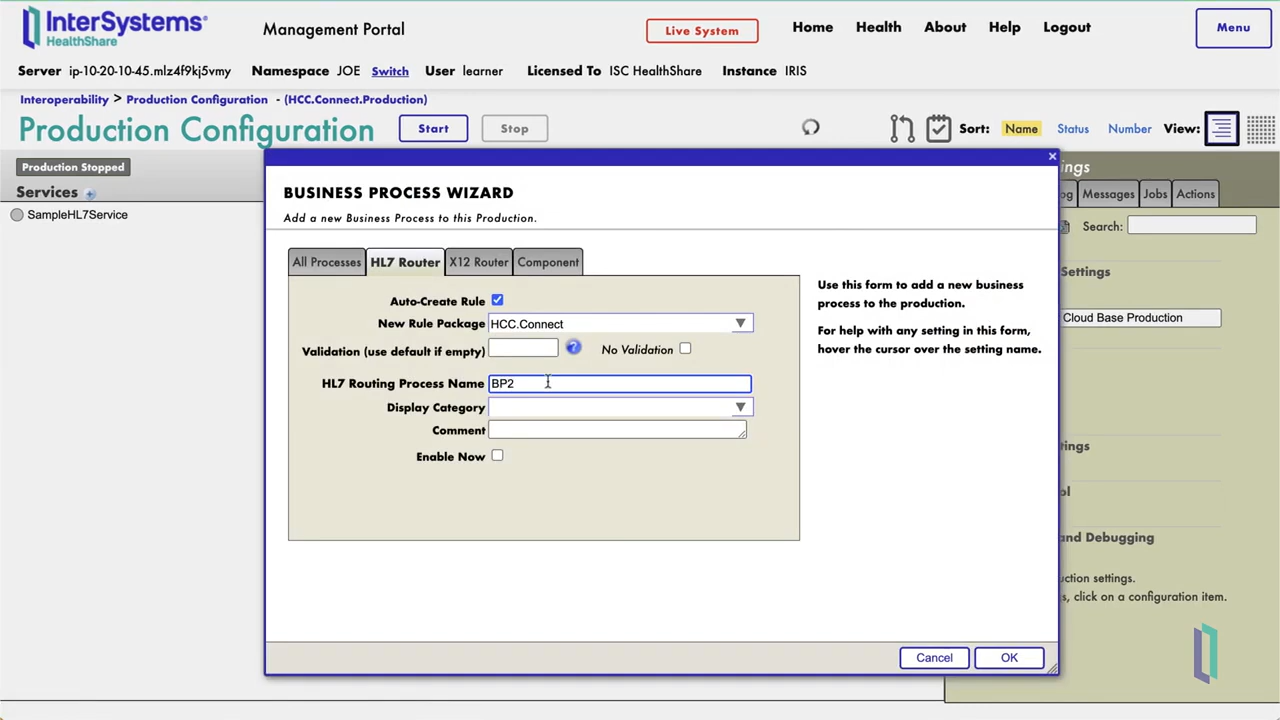 InterSystems®
HealthShare
Management Portal
Live System
Home Health About Help Logout
Menu
Server ip-10-20-10-45.mlz4f9kj5vmy Namespace JOE Switch User learner Licensed To ISC HealthShare Instance IRIS
Interoperability > Production Configuration - (HCC.Connect.Production)
Production Configuration
Start
Stop
Sort: Name Status Number View:
Production Stopped
Services
SampleHL7Service
BUSINESS PROCESS WIZARD
Add a new Business Process to this Production.
All Processes HL7 Router X12 Router Component
Auto-Create Rule
New Rule Package HCC.Connect
Validation (use default if empty) No Validation
HL7 Routing Process Name BP2
Display Category
Comment
Enable Now
Use this form to add a new business
process to the production.
For help with any setting in this form,
hover the cursor over the setting name.
Cancel
OK
ings
og Messages Jobs Actions
Search:
Settings
Cloud Base Production
tings
ol
and Debugging
ction settings.
s, click on a configuration item.